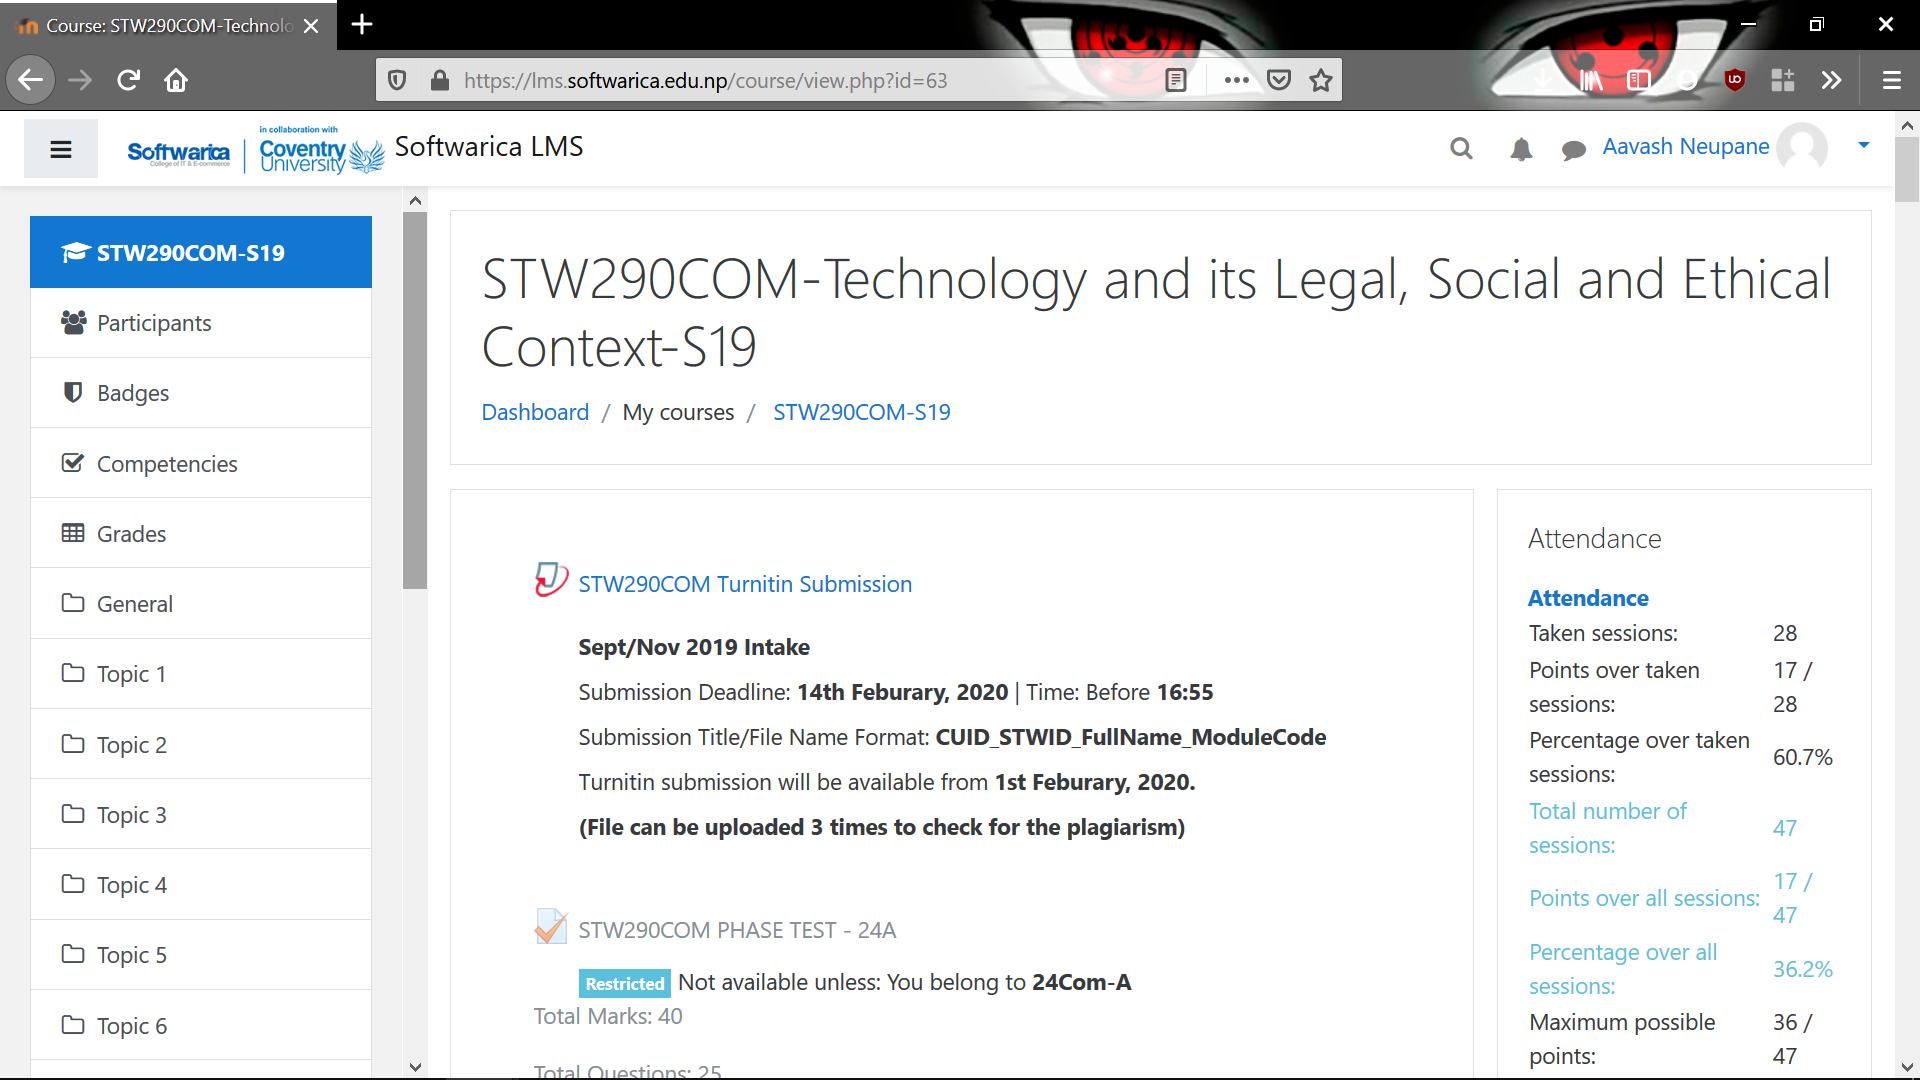 Course: STW290COM-Technolo
https://lms.softwarica.edu.np/course/view.php?id=63
Softwarica
College of IT & E-commerce
in collaboration with
Coventry
University
Softwarica LMS
Aavash Neupane
STW290COM-S19
Participants
Badges
Competencies
Grades
General
Topic 1
Topic 2
Topic 3
Topic 4
Topic 5
Topic 6
STW290COM-Technology and its Legal, Social and Ethical
Context-S19
Dashboard / My courses / STW290COM-S19
STW290COM Turnitin Submission
Sept/Nov 2019 Intake
Submission Deadline: 14th Feburary, 2020 | Time: Before 16:55
Submission Title/File Name Format: CUID_STWID_FullName_ModuleCode
Turnitin submission will be available from 1st Feburary, 2020.
(File can be uploaded 3 times to check for the plagiarism)
STW290COM PHASE TEST - 24A
Restricted Not available unless: You belong to 24Com-A
Total Marks: 40
Total Questions: 25
Attendance
Attendance
Taken sessions: 28
Points over taken 17 /
sessions: 28
Percentage over taken
sessions: 60.7%
Total number of
sessions: 47
Points over all sessions: 17 /
47
Percentage over all
sessions: 36.2%
Maximum possible 36 /
points: 47